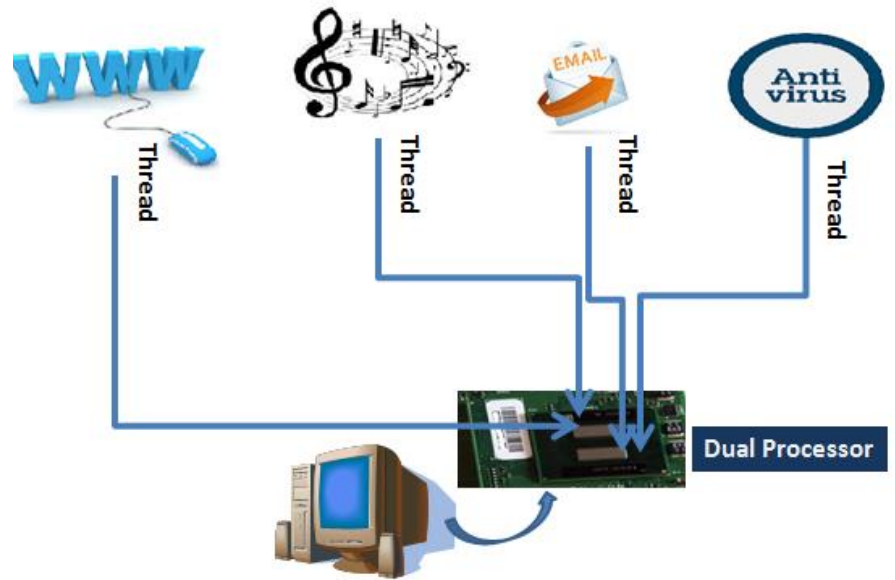 WWW
EMAIL
Anti
virus
Thread
Thread
Thread
Thread
Dual Processor